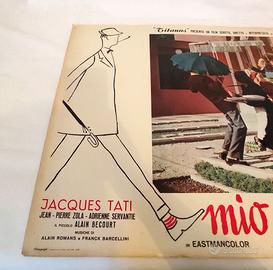 Titanus PRESENTA UN FILM SCRITTO, DIRETTO
JACQUES TATI
JEAN-PIERRE ZOLA - ADRIENNE SERVANTIE
IL PICCOLO ALAIN BECOURT
MUSICHE DI
ALAIN ROMANS e FRANCK BARCELLINI
mio
IN EASTMANCOLOR